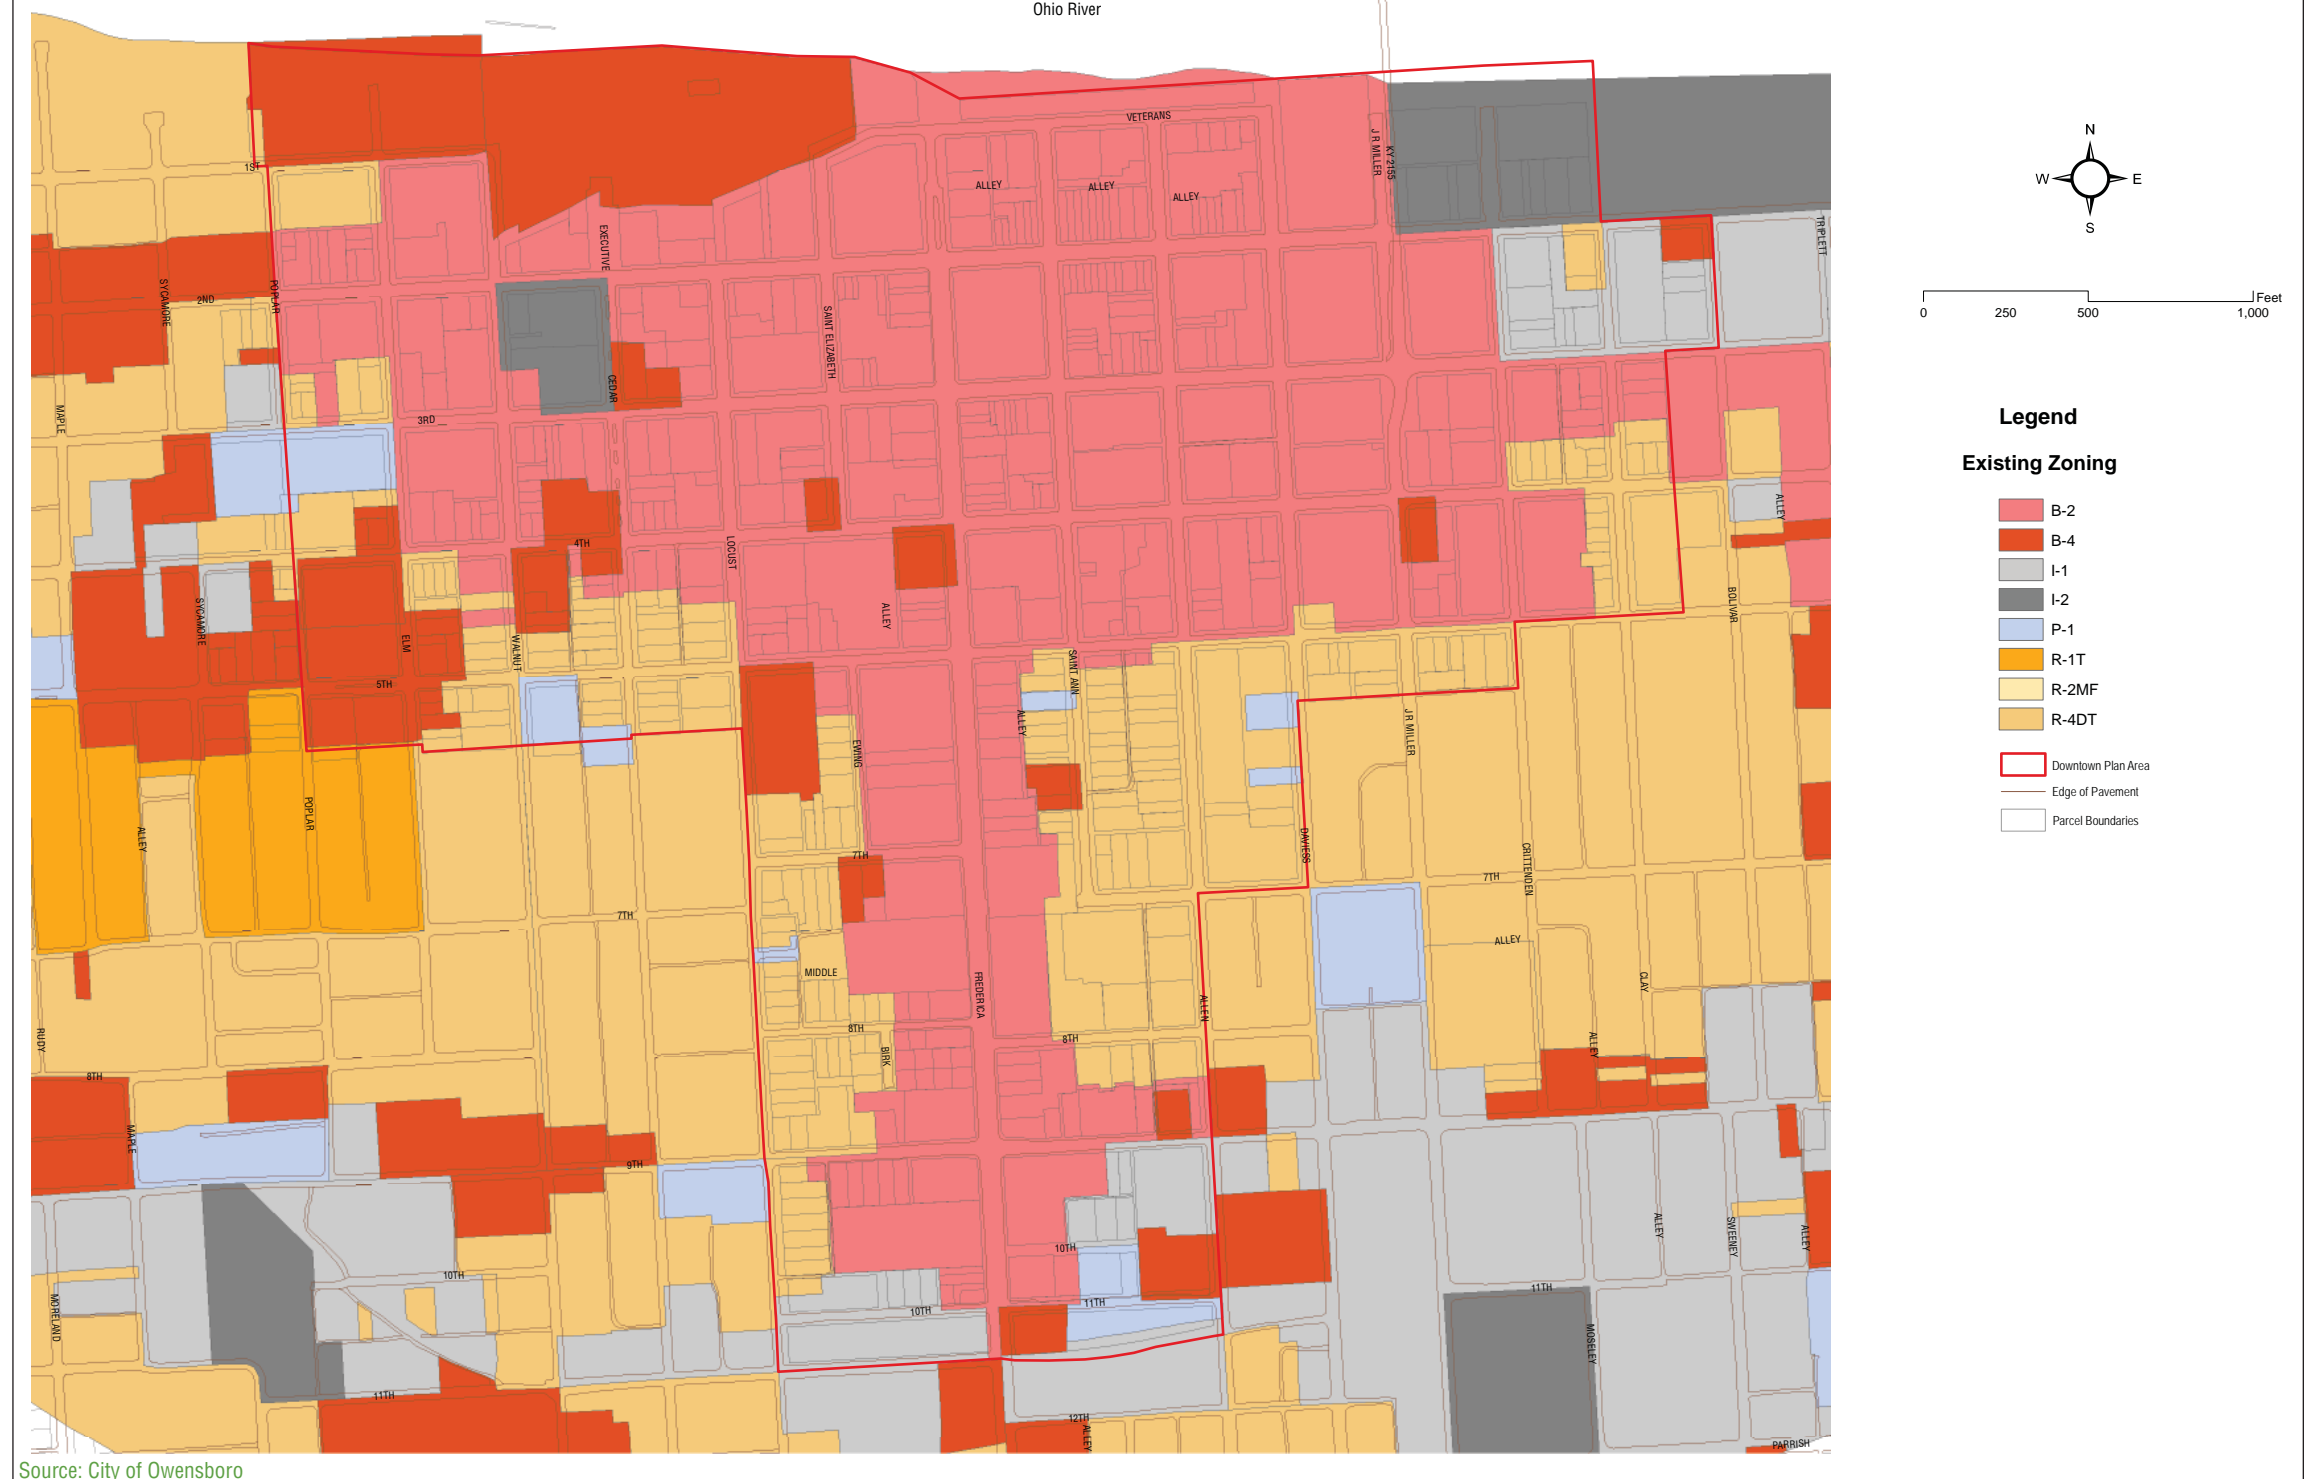 Ohio River
VETERANS
1ST
J R MILLER
KY 2155
ALLEY
ALLEY
ALLEY
EXECUTIVE
TRIPLETT
SYCAMORE
2ND
POPLAR
SAINT ELIZABETH
CEDAR
MAPLE
3RD
ALLEY
4TH
LOCUST
SYCAMORE
ALLEY
BOLIVAR
ELM
WALNUT
SAINT ANN
5TH
ALLEY
J R MILLER
EWING
POPLAR
ALLEY
DAVIESS
7TH
CRITTENDEN
7TH
7TH
ALLEY
MIDDLE
FREDERICA
CLAY
ALLEN
RUDY
8TH
BIRK
8TH
ALLEY
8TH
MAPLE
9TH
ALLEY
SWEENEY
ALLEY
10TH
10TH
MORELAND
10TH
11TH
11TH
MOSELEY
11TH
12TH
ALLEY
PARRISH
N
W
E
S
Feet
0 250 500 1,000
Legend
Existing Zoning
B-2
B-4
I-1
I-2
P-1
R-1T
R-2MF
R-4DT
Downtown Plan Area
Edge of Pavement
Parcel Boundaries
Source: City of Owensboro